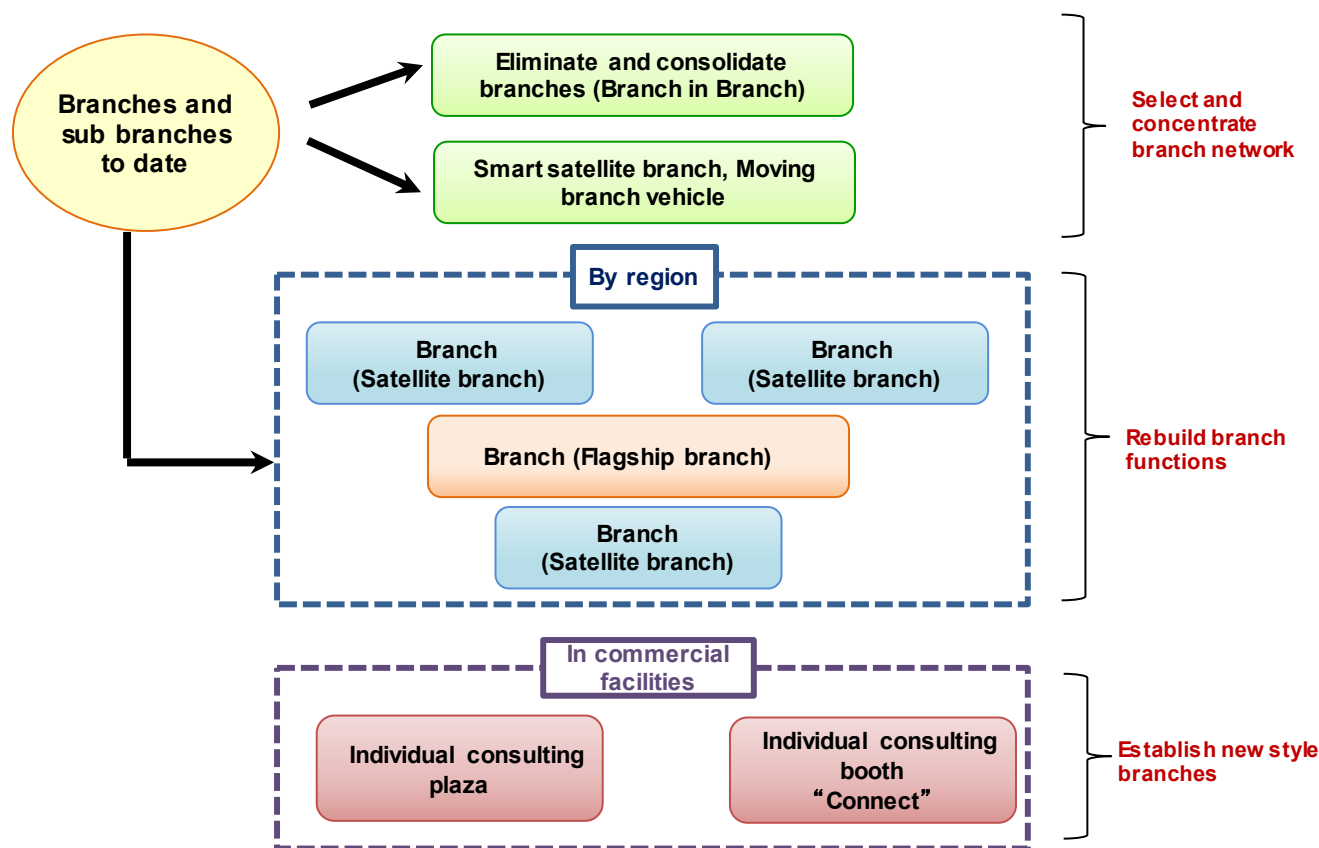 Branches and
sub branches
to date
Eliminate and consolidate
branches (Branch in Branch)
Smart satellite branch, Moving
branch vehicle
Select and
concentrate
branch network
By region
Branch
(Satellite branch)
Branch
(Satellite branch)
Branch (Flagship branch)
Branch
(Satellite branch)
Rebuild branch
functions
In commercial
facilities
Individual consulting
plaza
Individual consulting
booth
“Connect”
Establish new style
branches